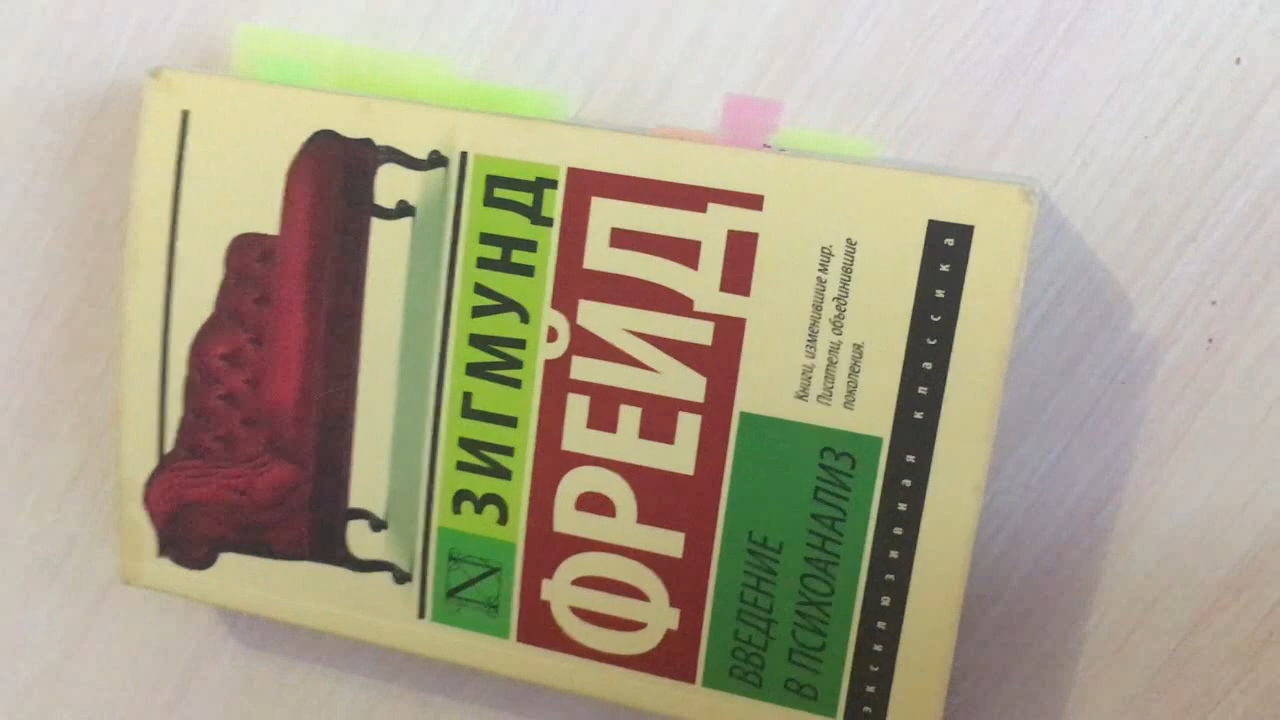 N
ЗИГМУНД
ФРЕЙД
ВВЕДЕНИЕ
В ПСИХОАНАЛИЗ
Книги, изменившие мир.
Писатели, объединившие
поколения.
эксклюзивная классика